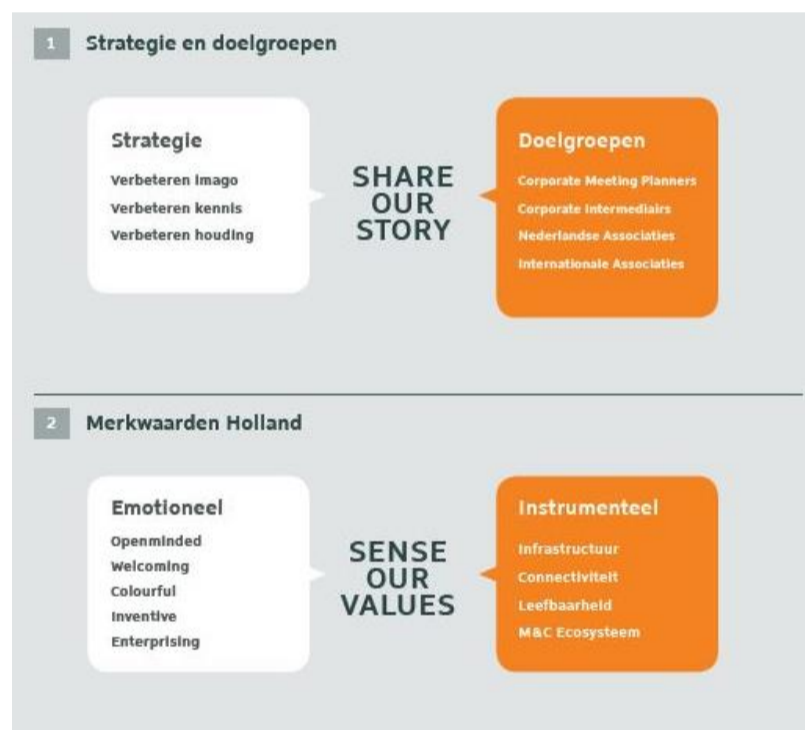 1 Strategie en doelgroepen
Strategie
Verbeteren imago
Verbeteren kennis
Verbeteren houding
SHARE
OUR
STORY
Doelgroepen
Corporate Meeting Planners
Corporate Intermediairs
Nederlandse Associaties
Internationale Associaties
2 Merkwaarden Holland
Emotioneel
Openminded
Welcoming
Colourful
Inventive
Enterprising
SENSE
OUR
VALUES
Instrumenteel
Infrastructuur
Connectiviteit
Leefbaarheid
M&C Ecosysteem